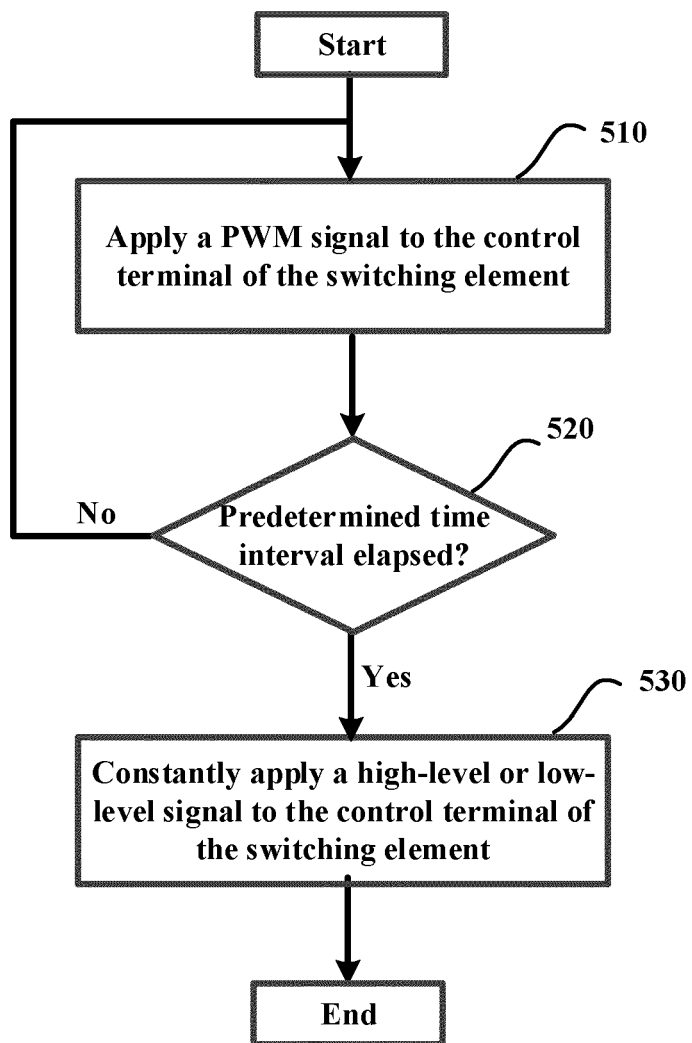 Start
510
Apply a PWM signal to the control
terminal of the switching element
520
Predetermined time
interval elapsed?
No
Yes
530
Constantly apply a high-level or low-
level signal to the control terminal of
the switching element
End